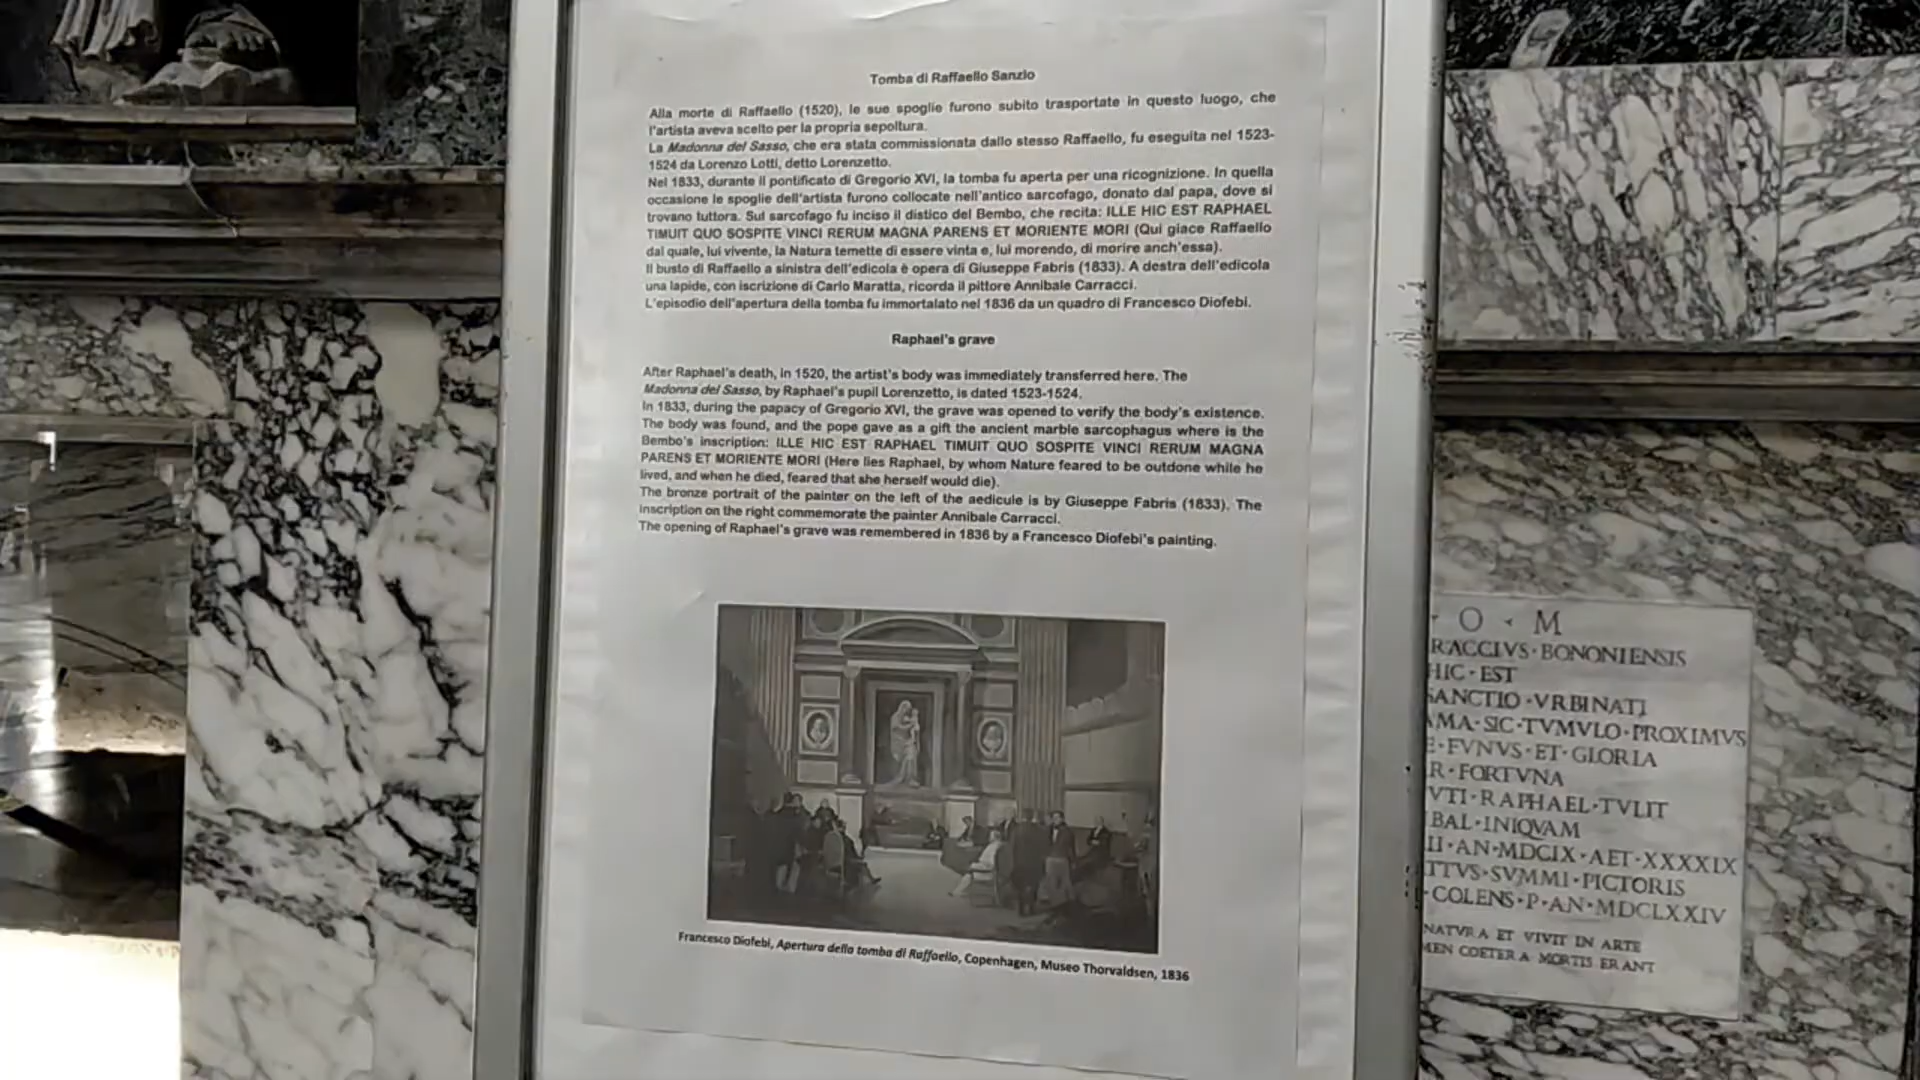 Tomba di Raffaello Sanzio
Alla morte di Raffaello (1520), le sue spoglie furono subito trasportate in questo luogo, che
l'artista aveva scelto per la propria sepoltura.
La Madonna del Sasso, che era stata commissionata dallo stesso Raffaello, fu eseguita nel 1523-
1524 da Lorenzo Lotti, detto Lorenzetto.
Nel 1833, durante il pontificato di Gregorio XVI, la tomba fu aperta per una ricognizione. In quella
occasione le spoglie dell'artista furono collocate nell'antico sarcofago, donato dal papa, dove si
trovano tuttora. Sul sarcofago fu inciso il distico del Bembo, che recita: ILLE HIC EST RAPHAEL
TIMUIT QUO SOSPITE VINCI RERUM MAGNA PARENS ET MORIENTE MORI (Qui giace Raffaello
dal quale, lui vivente, la Natura temette di essere vinta e, lui morendo, di morire anch'essa).
Il busto di Raffaello a sinistra dell'edicola è opera di Giuseppe Fabris (1833). A destra dell'edicola
una lapide, con iscrizione di Carlo Maratta, ricorda il pittore Annibale Carracci.
L'episodio dell'apertura della tomba fu immortalato nel 1836 da un quadro di Francesco Diofebi.
Raphael's grave
After Raphael's death, in 1520, the artist's body was immediately transferred here. The
Madonna del Sasso, by Raphael's pupil Lorenzetto, is dated 1523-1524.
In 1833, during the papacy of Gregorio XVI, the grave was opened to verify the body's existence.
The body was found, and the pope gave as a gift the ancient marble sarcophagus where is the
Bembo's inscription: ILLE HIC EST RAPHAEL TIMUIT QUO SOSPITE VINCI RERUM MAGNA
PARENS ET MORIENTE MORI (Here lies Raphael, by whom Nature feared to be outdone while he
lived, and when he died, feared that she herself would die).
The bronze portrait of the painter on the left of the aedicule is by Giuseppe Fabris (1833). The
inscription on the right commemorate the painter Annibale Carracci.
The opening of Raphael's grave was remembered in 1836 by a Francesco Diofebi's painting.
Francesco Diofebi, Apertura della tomba di Raffaello, Copenhagen, Museo Thorvaldsen, 1836
O · M
RACCIVS · BONONIENSIS
HIC · EST
SANCTIO · VRBINATI
MA · SIC · TVMVLO · PROXIMVS
E · FVNVS · ET · GLORIA
R · FORTVNA
VTI · RAPHAEL · TVLIT
BAL · INIQVAM
II · AN · MDCIX · AET · XXXXIX
TTVS · SVMMI · PICTORIS
COLENS · P · AN · MDCLXXIV
NATVRA ET VIVIT IN ARTE
MEN COETERA MORTIS ERANT